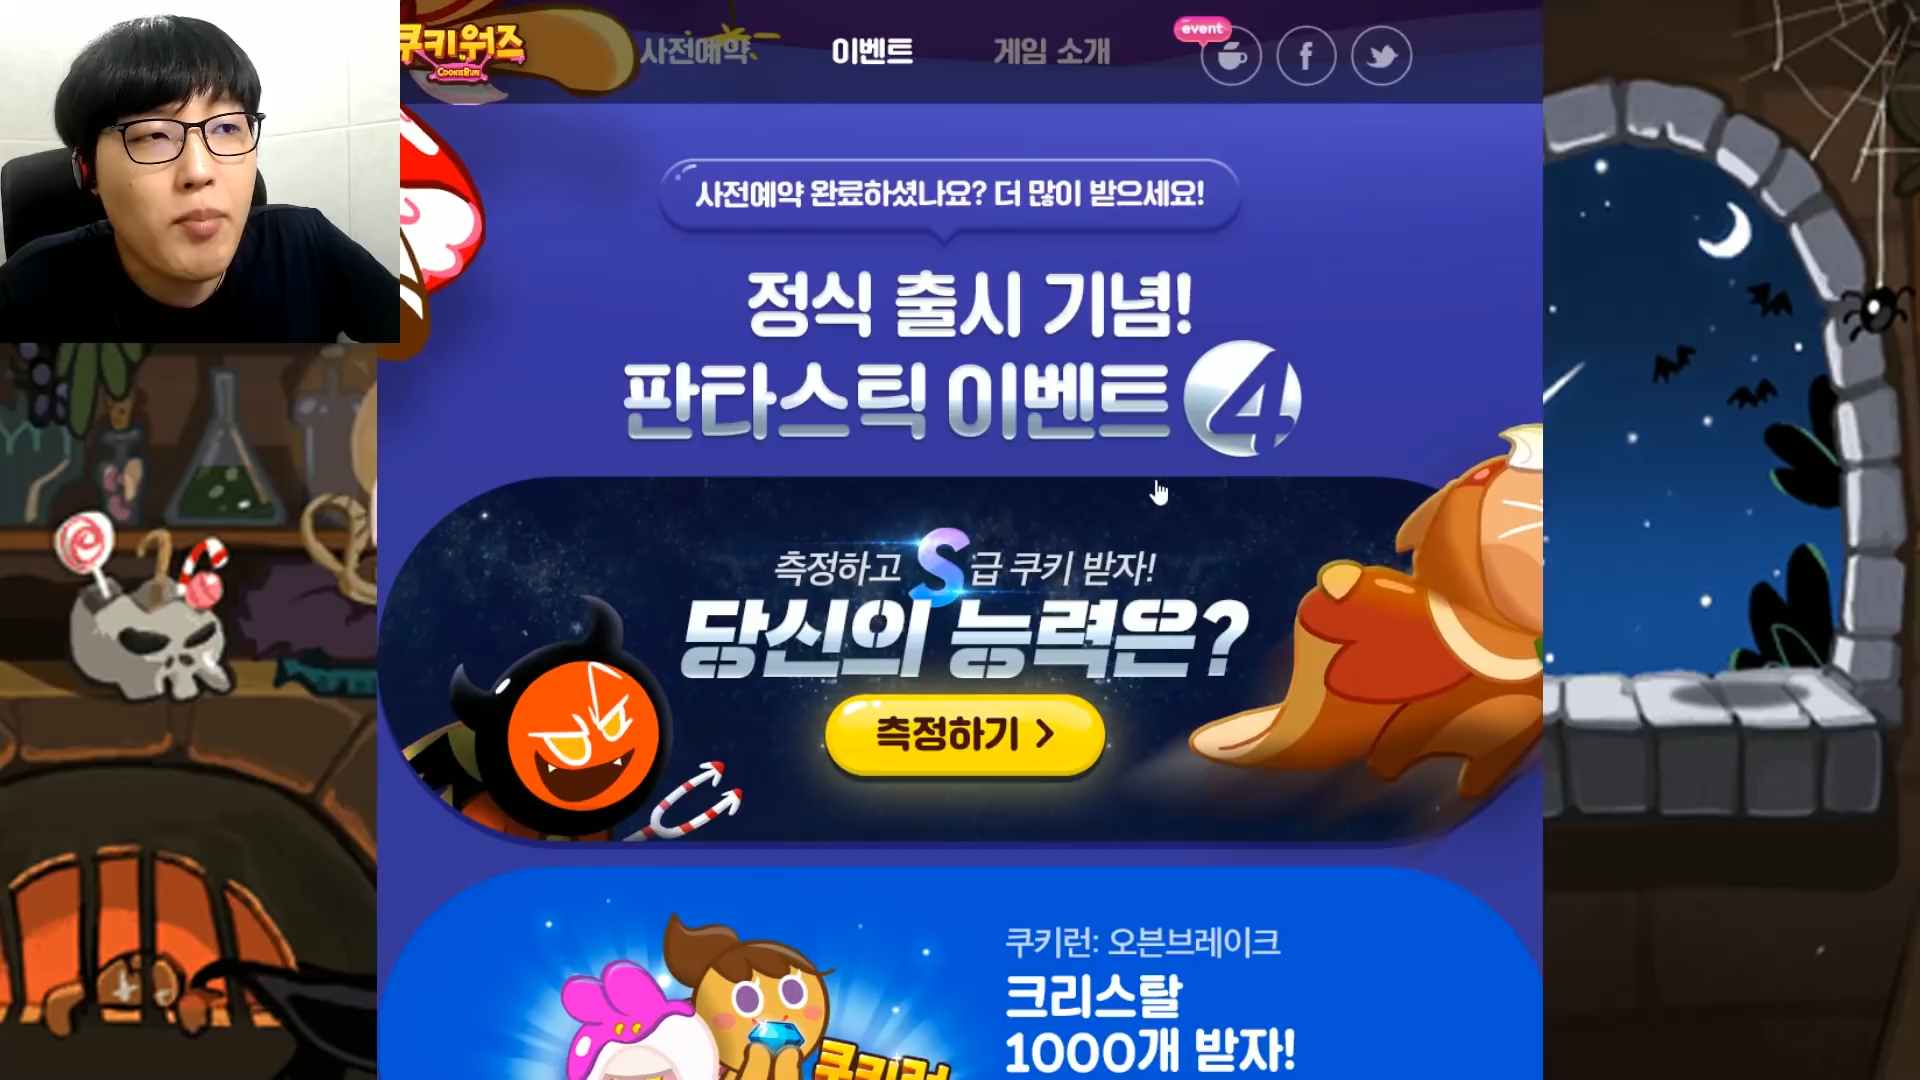 쿠키워즈
COOKIERUN
사전예약
이벤트
게임 소개
event
사전예약 완료하셨나요? 더 많이 받으세요!
정식 출시 기념!
판타스틱 이벤트 4
측정하고 S급 쿠키 받자!
당신의 능력은?
측정하기 >
쿠키런: 오븐브레이크
크리스탈
1000개 받자!
쿠키런